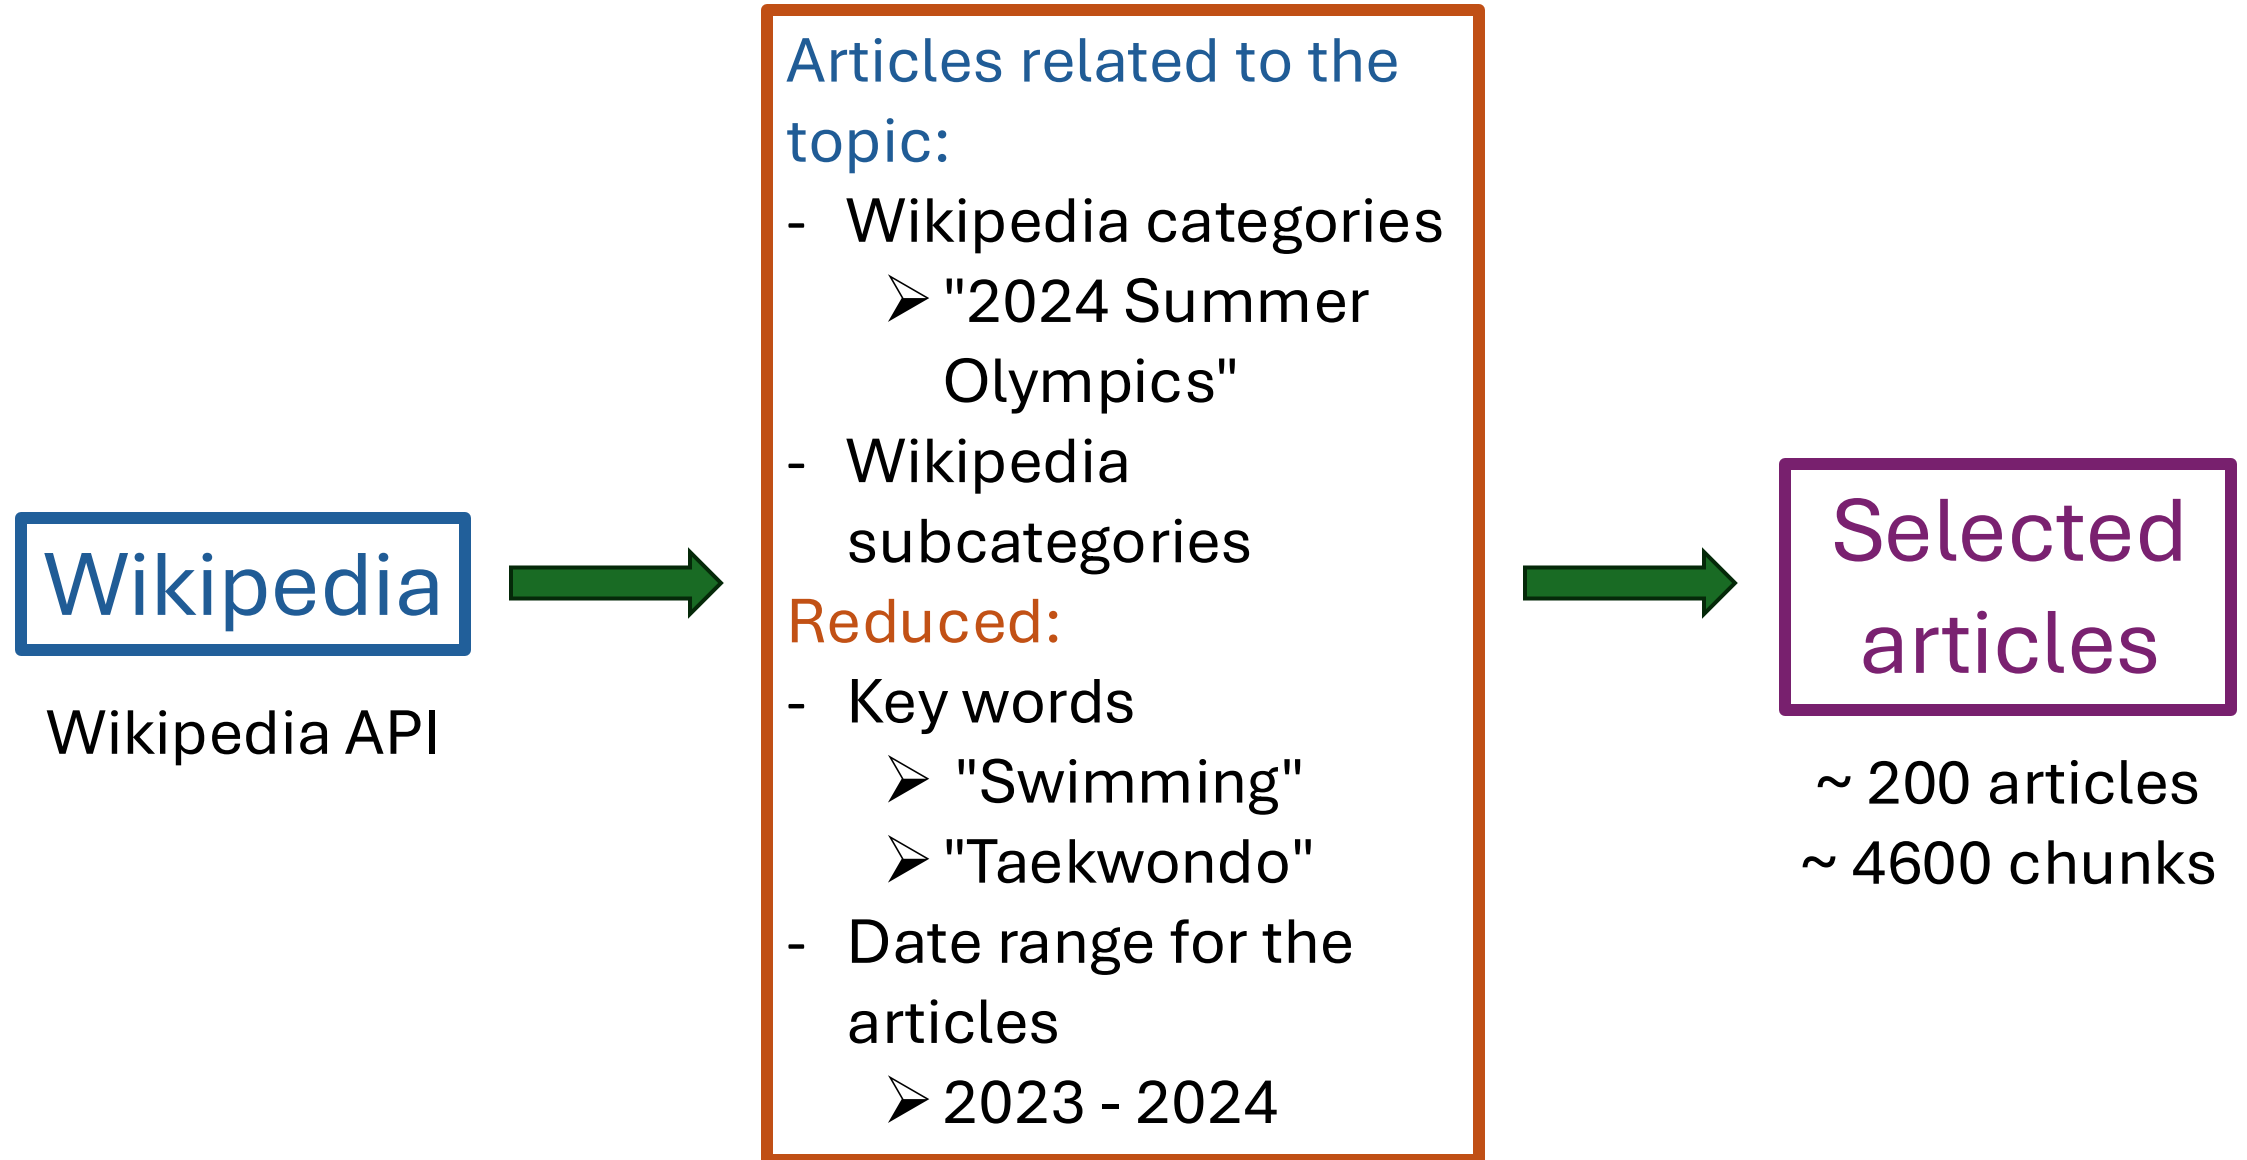 Wikipedia
Wikipedia API
Articles related to the
topic:
- Wikipedia categories
➢ "2024 Summer
Olympics"
- Wikipedia
subcategories
Reduced:
- Key words
➢ "Swimming"
➢ "Taekwondo"
- Date range for the
articles
➢ 2023 - 2024
Selected
articles
~ 200 articles
~ 4600 chunks